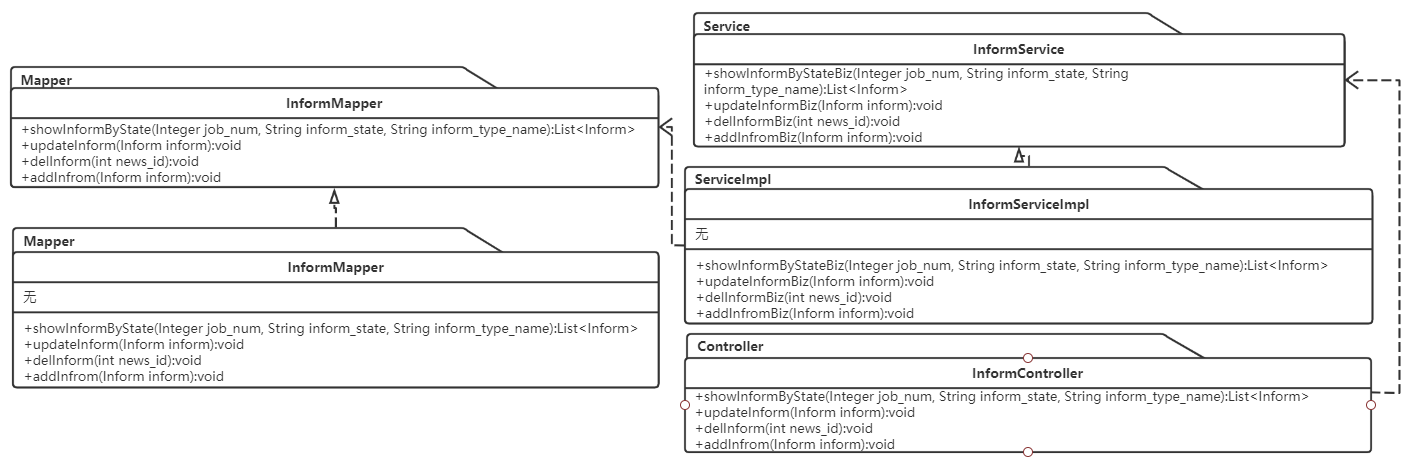 Mapper
InformMapper
+showInformByState(Integer job_num, String inform_state, String inform_type_name):List<Inform>
+updateInform(Inform inform):void
+delInform(int news_id):void
+addInfrom(Inform inform):void
Mapper
InformMapper
无
+showInformByState(Integer job_num, String inform_state, String inform_type_name):List<Inform>
+updateInform(Inform inform):void
+delInform(int news_id):void
+addInfrom(Inform inform):void
Service
InformService
+showInformByStateBiz(Integer job_num, String inform_state, String
inform_type_name):List<Inform>
+updateInformBiz(Inform inform):void
+delInformBiz(int news_id):void
+addInfromBiz(Inform inform):void
ServiceImpl
InformServiceImpl
无
+showInformByStateBiz(Integer job_num, String inform_state, String inform_type_name):List<Inform>
+updateInformBiz(Inform inform):void
+delInformBiz(int news_id):void
+addInfromBiz(Inform inform):void
Controller
InformController
+showInformByState(Integer job_num, String inform_state, String inform_type_name):List<Inform>
+updateInform(Inform inform):void
+delInform(int news_id):void
+addInfrom(Inform inform):void